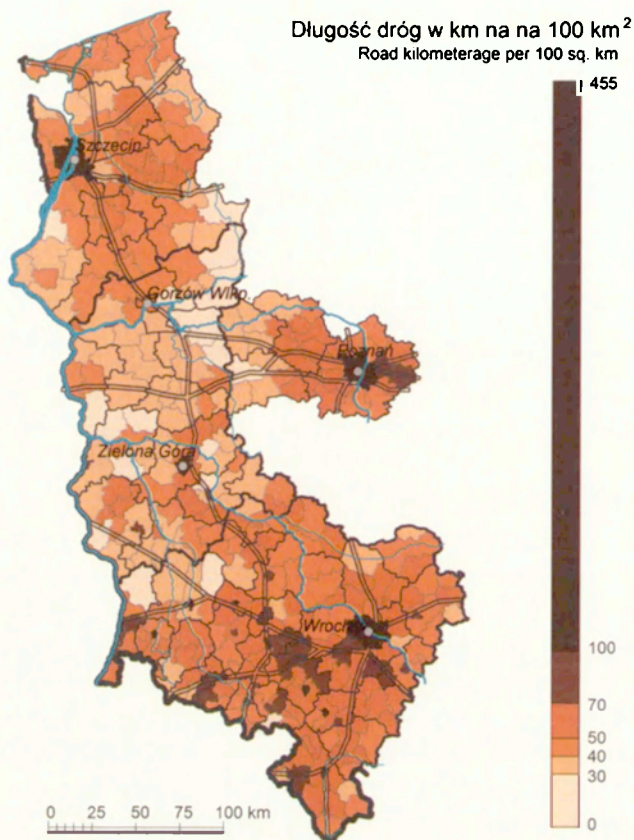 Długość dróg w km na na 100 km²
Road kilometerage per 100 sq. km
455
Szczecin
Gorzów Wlkp.
Poznań
Zielona Góra
Wrocł
100
70
50
40
30
0
0 25 50 75 100 km